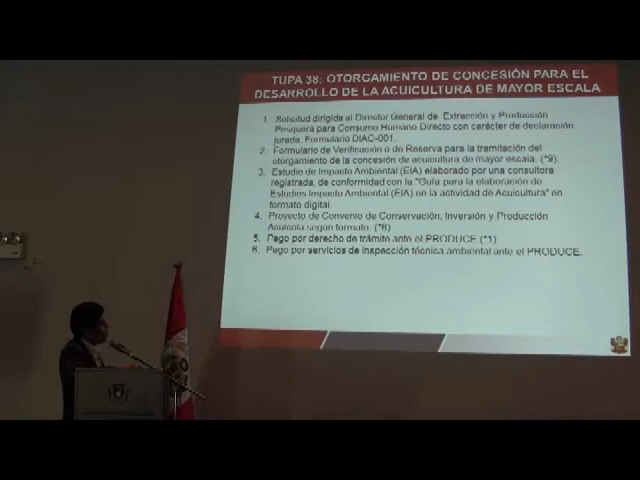 TUPA 38: OTORGAMIENTO DE CONCESIÓN PARA EL
DESARROLLO DE LA ACUICULTURA DE MAYOR ESCALA
1. Solicitud dirigida al Director General de Extracción y Producción
Pesquera para Consumo Humano Directo con carácter de declaración
jurada. Formulario DIAC-001.
2. Formulario de Verificación o de Reserva para la tramitación del
otorgamiento de la concesión de acuicultura de mayor escala. (*9).
3. Estudio de Impacto Ambiental (EIA) elaborado por una consultora
registrada, de conformidad con la "Guía para la elaboración de
Estudios Impacto Ambiental (EIA) en la actividad de Acuicultura" en
formato digital.
4. Proyecto de Convenio de Conservación, Inversión y Producción
Acuícola según formato. (*6)
5. Pago por derecho de trámite ante el PRODUCE (*1)
6. Pago por servicios de inspección técnica ambiental ante el PRODUCE.